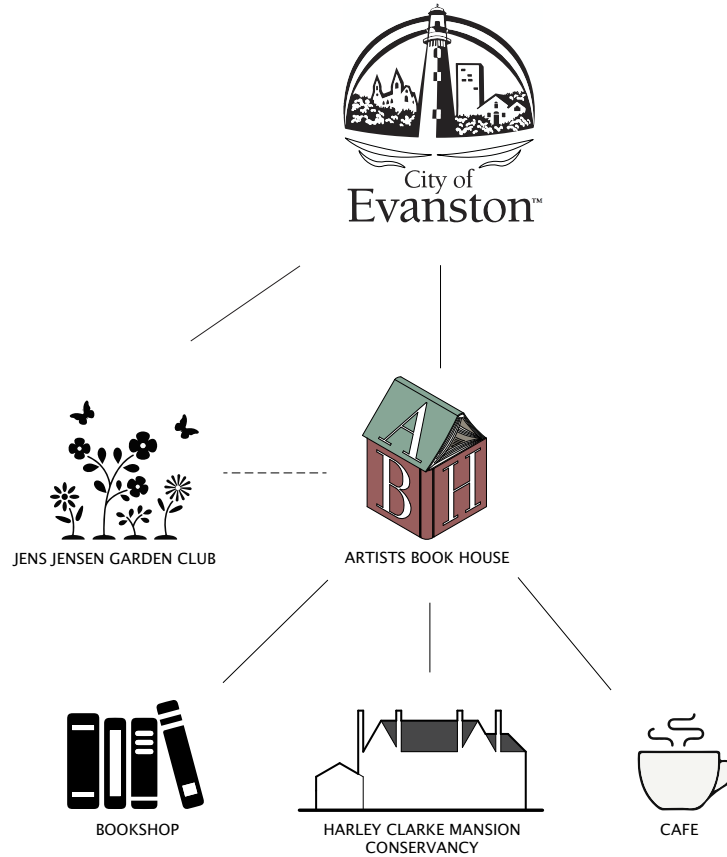 City of
Evanston™
A
B H
JENS JENSEN GARDEN CLUB
ARTISTS BOOK HOUSE
BOOKSHOP
HARLEY CLARKE MANSION
CONSERVANCY
CAFE